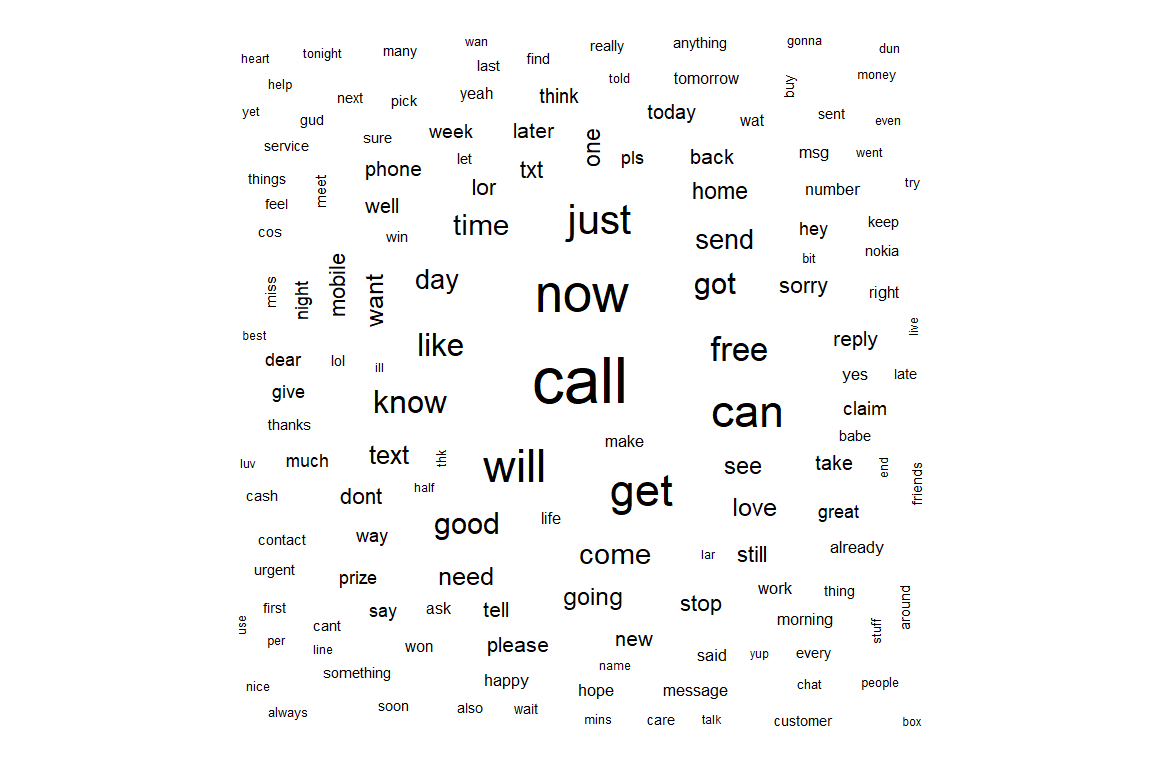 wan
heart
tonight
many
last
find
really
anything
gonna
dun
help
next
pick
yeah
think
told
tomorrow
buy
money
yet
gud
sure
week
later
one
today
wat
sent
even
service
phone
let
txt
pls
back
msg
went
things
meet
feel
well
lor
home
number
try
cos
win
time
just
send
hey
keep
bit
nokia
miss
night
mobile
want
day
now
got
sorry
right
live
best
dear
lol
ill
like
call
free
reply
yes
late
give
know
can
claim
thanks
make
babe
luv
much
text
thk
will
get
see
take
end
friends
cash
dont
half
good
life
love
great
contact
way
come
lar
still
already
urgent
prize
need
going
stop
work
thing
around
use
first
say
ask
tell
morning
stuff
per
cant
line
won
please
new
said
yup
every
something
name
nice
happy
hope
message
chat
people
always
soon
also
wait
mins
care
talk
customer
box